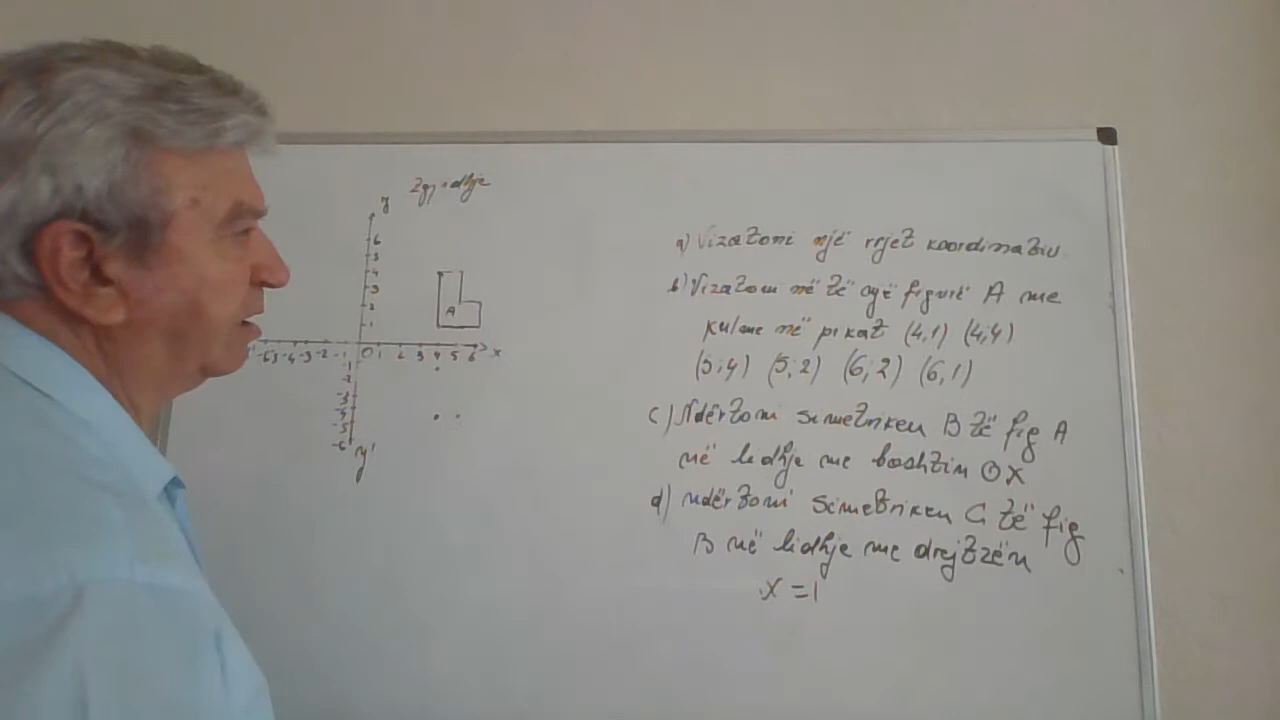 Zgjidhje
y
6
5
4
3
2
1
A
-6 -5 -4 -3 -2 -1 O 1 2 3 4 5 6 x
-1
-2
-3
-4
-5
-6
y'
a) Vizatoni një rrjet koordinativ
b) Vizatoni në të një figurë A me
kulme në pikat (4,1) (4;4)
(5;4) (5;2) (6;2) (6,1)
c) Ndërtoni simetriken B të fig A
në lidhje me boshtin OX
d) ndërtoni simetriken C të fig
B në lidhje me drejtzën
x = 1